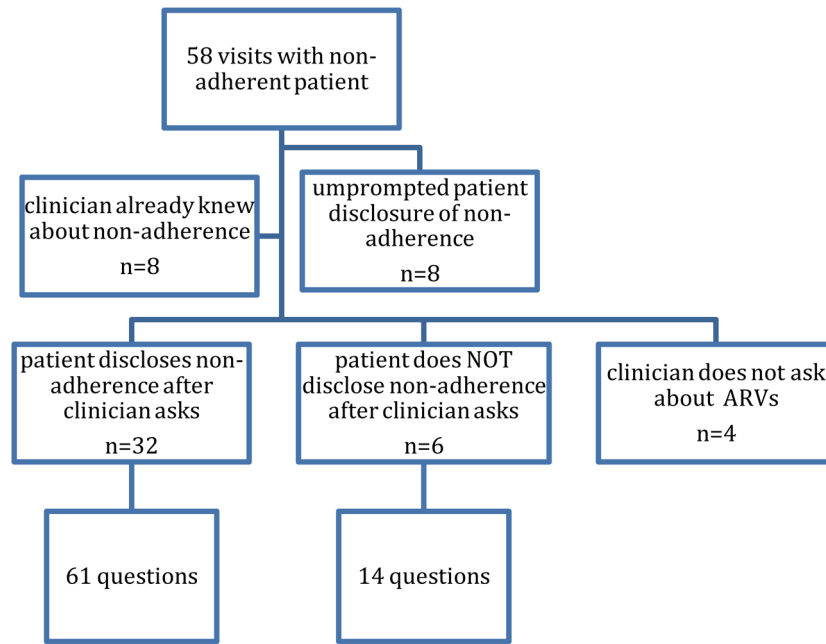 58 visits with non-
adherent patient
clinician already knew
about non-adherence
n=8
umprompted patient
disclosure of non-
adherence
n=8
patient discloses non-
adherence after
clinician asks
n=32
patient does NOT
disclose non-adherence
after clinician asks
n=6
clinician does not ask
about ARVs
n=4
61 questions
14 questions